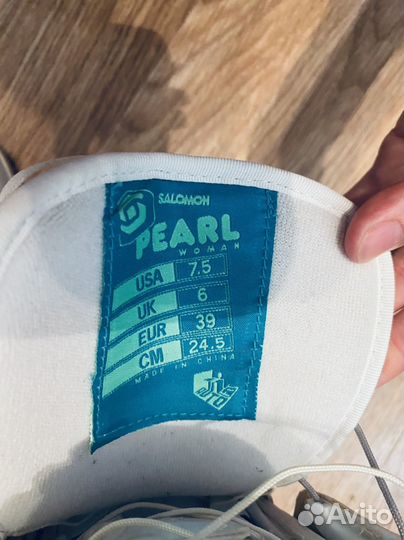 SALOMON
PEARL
WOMAN
USA 7.5
UK 6
EUR 39
CM 24.5
MADE IN CHINA
Avito